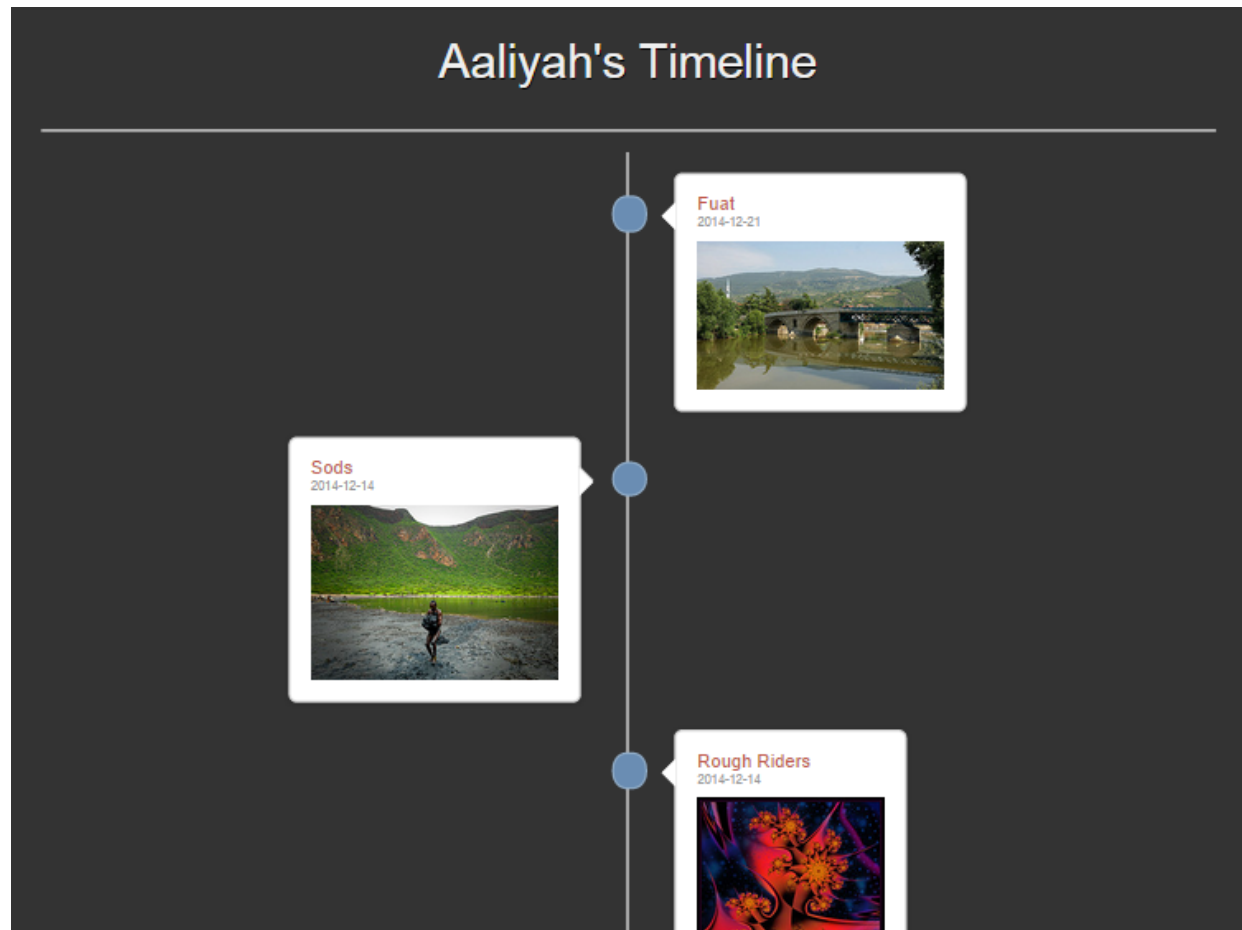 Aaliyah's Timeline
Fuat
2014-12-21
Sods
2014-12-14
Rough Riders
2014-12-14